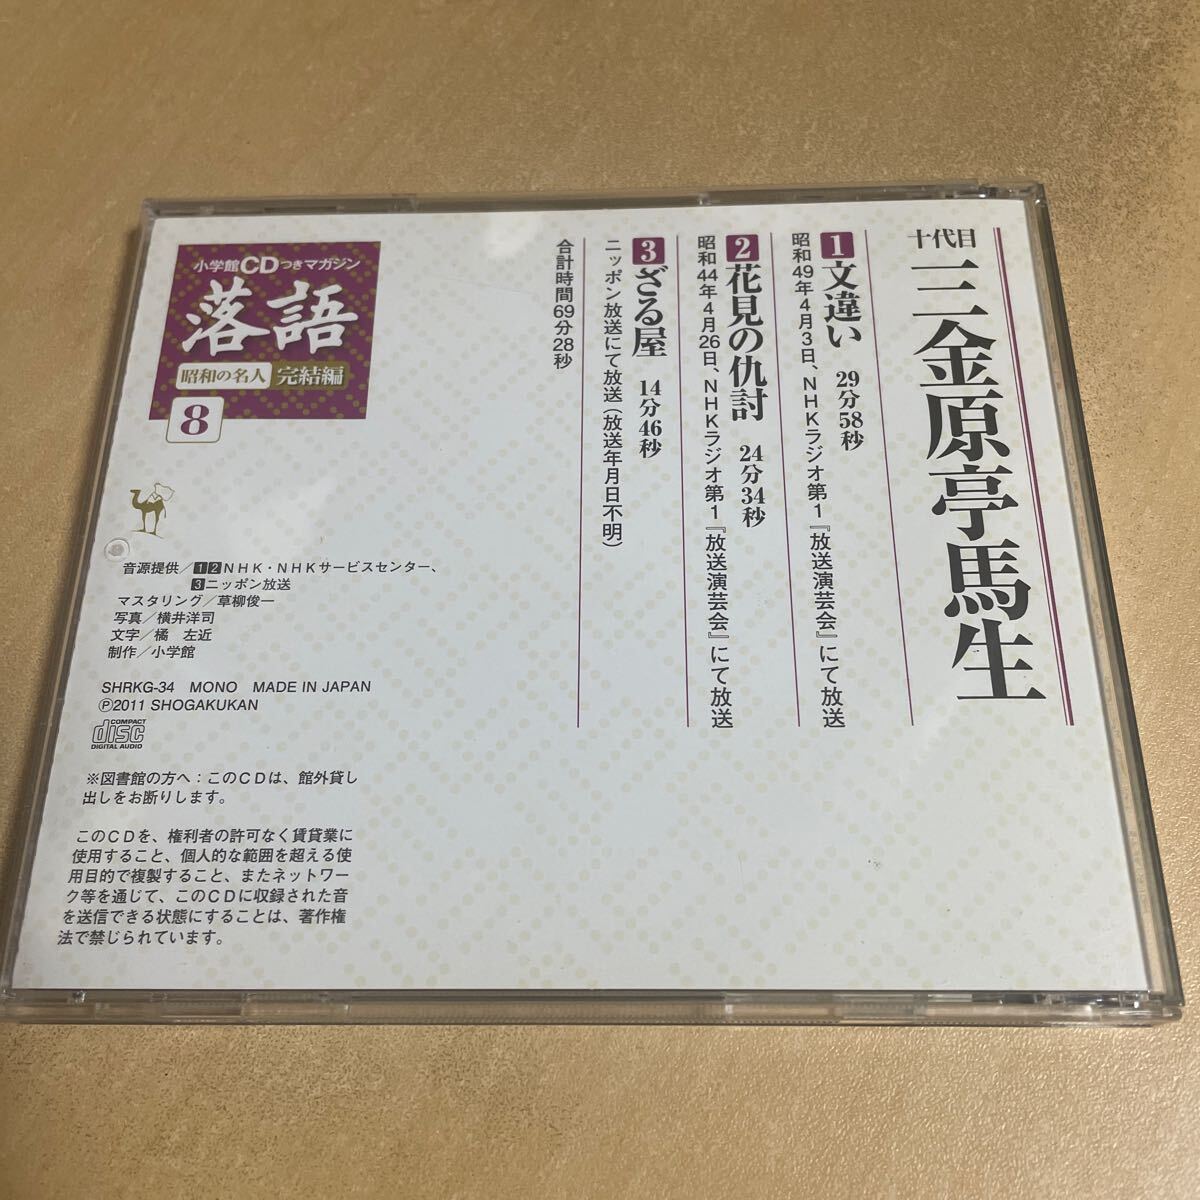 十代目
三金原亭馬生
1 文違い 29分58秒
昭和49年4月3日、NHKラジオ第1『放送演芸会』にて放送
2 花見の仇討 24分34秒
昭和44年4月26日、NHKラジオ第1『放送演芸会』にて放送
3 ざる屋 14分46秒
ニッポン放送にて放送（放送年月日不明）
合計時間69分28秒
小学館CDつきマガジン
落語
昭和の名人 完結編
8
音源提供／1 2 NHK・NHKサービスセンター、
3 ニッポン放送
マスタリング／草柳俊一
写真／横井洋司
文字／橘 左近
制作／小学館
SHRKG-34 MONO MADE IN JAPAN
Ⓟ2011 SHOGAKUKAN
COMPACT
disc
DIGITAL AUDIO
※図書館の方へ：このCDは、館外貸し
出しをお断りします。
このCDを、権利者の許可なく賃貸業に
使用すること、個人的な範囲を超える使
用目的で複製すること、またネットワー
ク等を通じて、このCDに収録された音
を送信できる状態にすることは、著作権
法で禁じられています。